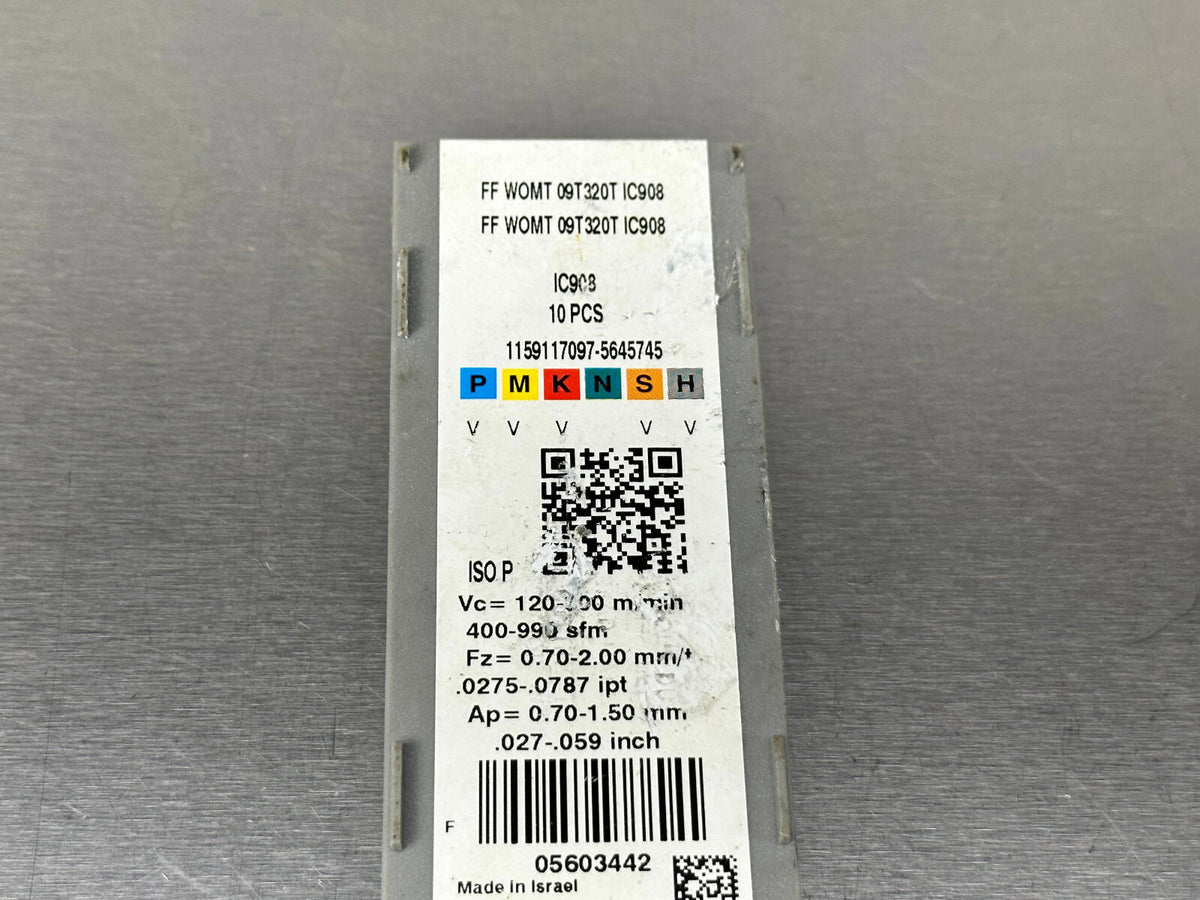 FF WOMT 09T320T IC908
FF WOMT 09T320T IC908
IC908
10 PCS
1159117097-5645745
P M K N S H
V V V V V
ISO P
Vc= m/min
400-990 sfm
Fz= 0.70-2.00 mm/t
.0275-.0787 ipt
Ap= 0.70-1.50 mm
.027-.059 inch
F
05603442
Made in Israel